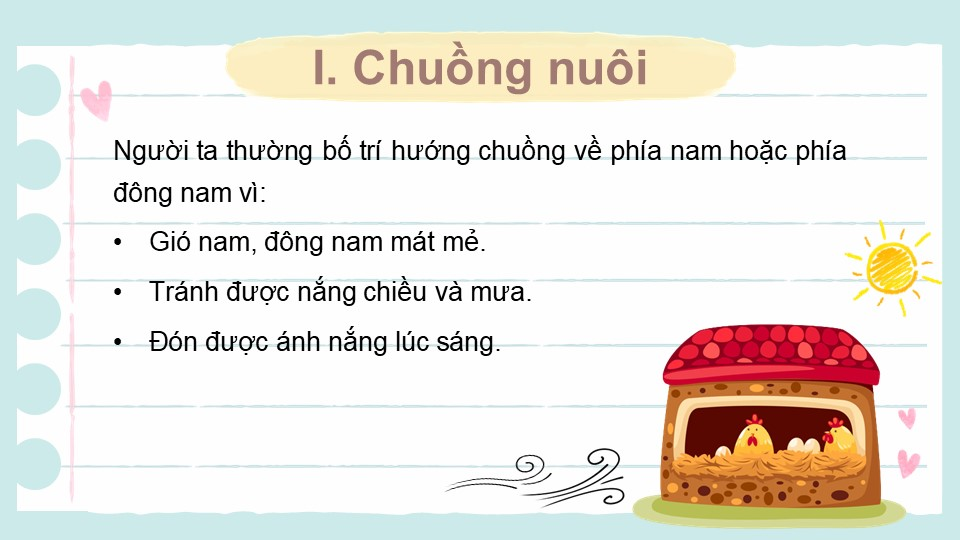 I. Chuồng nuôi
Người ta thường bố trí hướng chuồng về phía nam hoặc phía
đông nam vì:
• Gió nam, đông nam mát mẻ.
• Tránh được nắng chiều và mưa.
• Đón được ánh nắng lúc sáng.